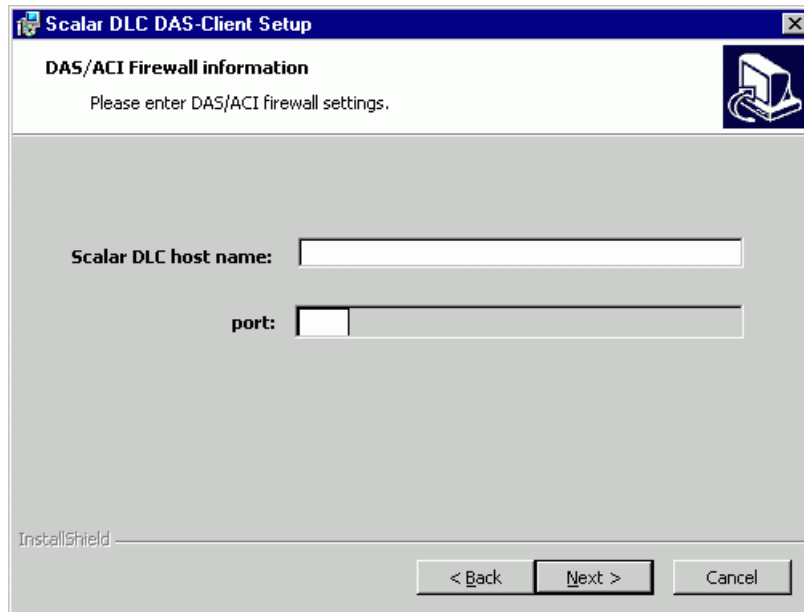 Scalar DLC DAS-Client Setup
DAS/ACI Firewall information
Please enter DAS/ACI firewall settings.
Scalar DLC host name:
port:
InstallShield
< Back Next > Cancel